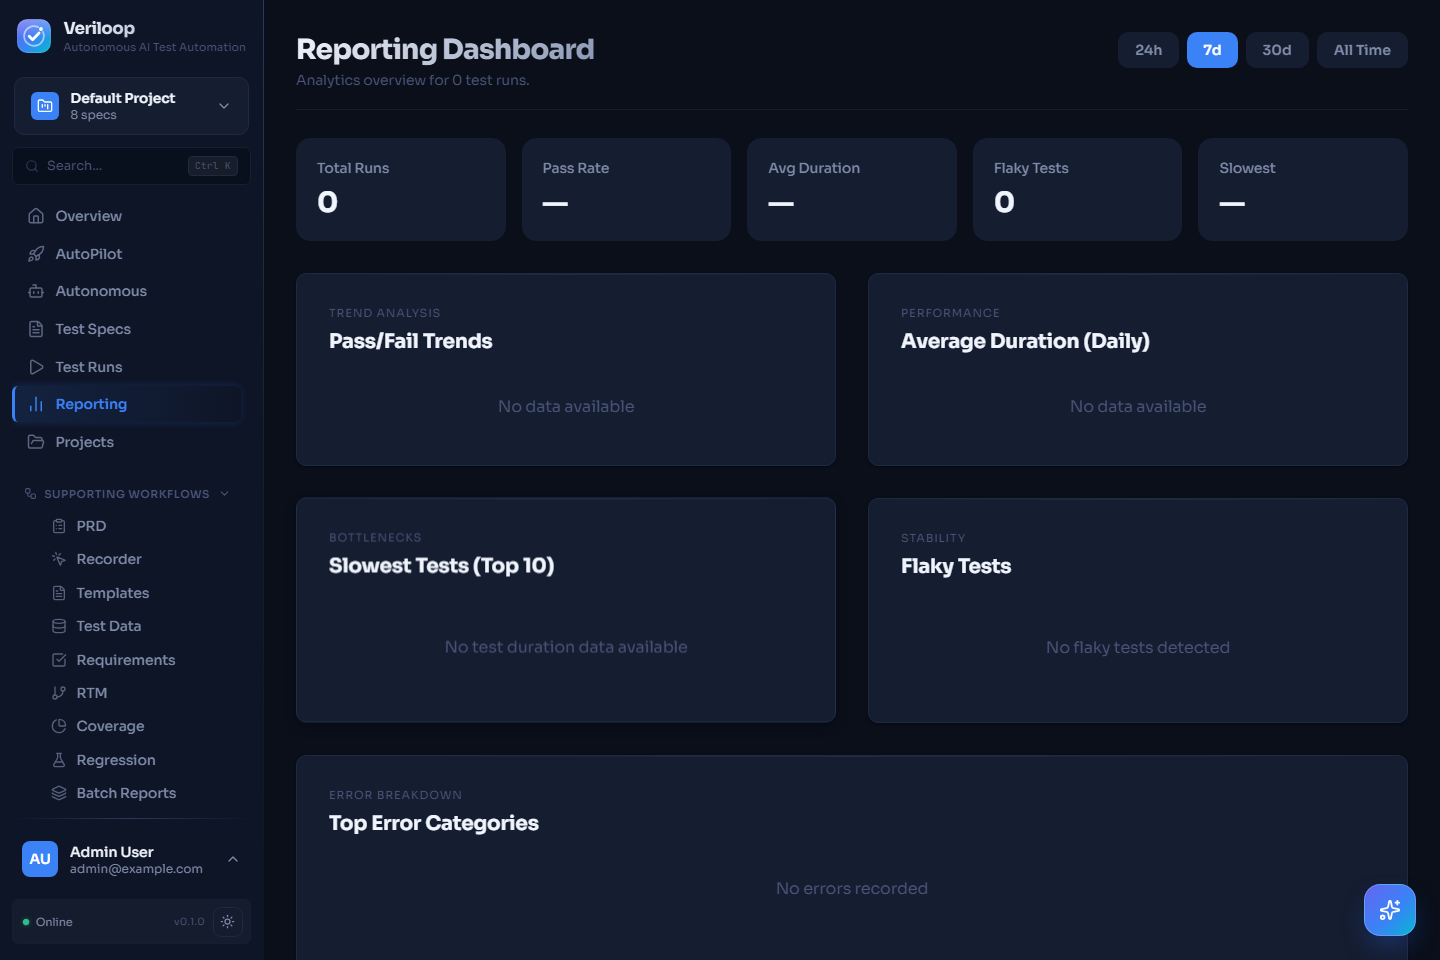 Veriloop
Autonomous AI Test Automation
Default Project
8 specs
Search...
Ctrl K
Overview
AutoPilot
Autonomous
Test Specs
Test Runs
Reporting
Projects
SUPPORTING WORKFLOWS
PRD
Recorder
Templates
Test Data
Requirements
RTM
Coverage
Regression
Batch Reports
AU
Admin User
admin@example.com
Online
v0.1.0
Reporting Dashboard
Analytics overview for 0 test runs.
24h
7d
30d
All Time
Total Runs
0
Pass Rate
—
Avg Duration
—
Flaky Tests
0
Slowest
—
TREND ANALYSIS
Pass/Fail Trends
No data available
PERFORMANCE
Average Duration (Daily)
No data available
BOTTLENECKS
Slowest Tests (Top 10)
No test duration data available
STABILITY
Flaky Tests
No flaky tests detected
ERROR BREAKDOWN
Top Error Categories
No errors recorded